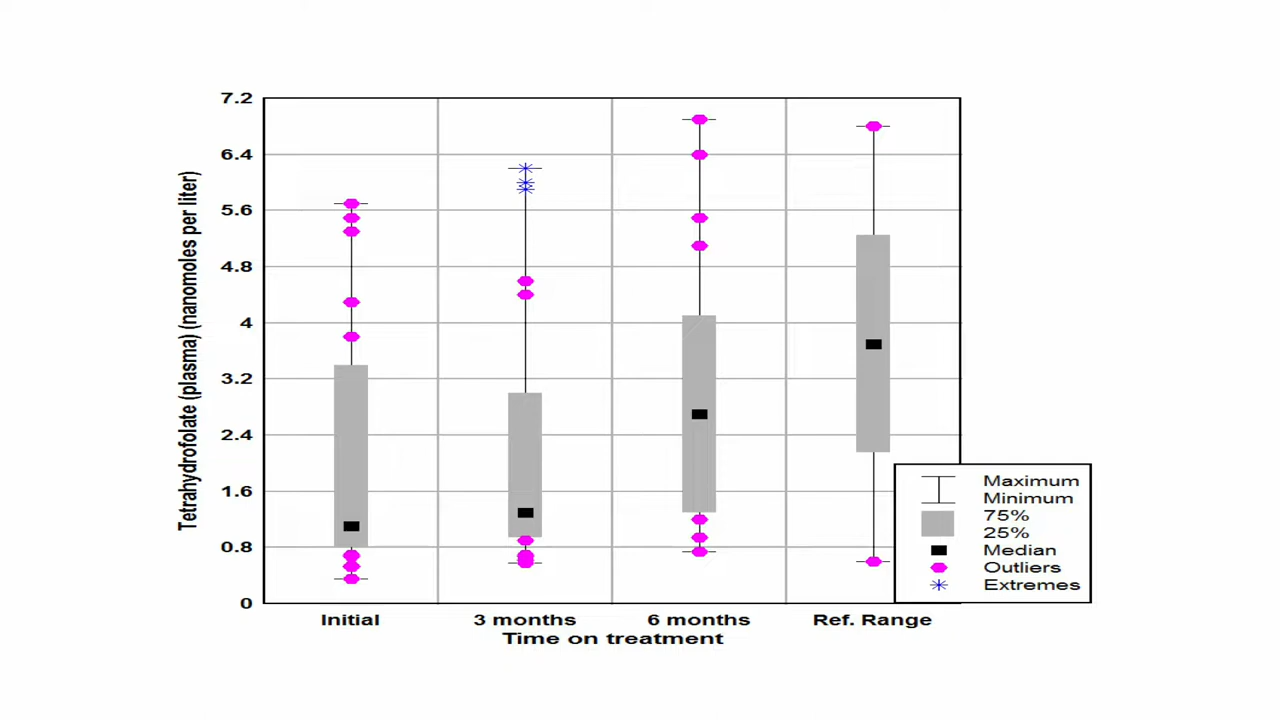 Tetrahydrofolate (plasma) (nanomoles per liter)
7.2
6.4
5.6
4.8
4
3.2
2.4
1.6
0.8
0
Initial
3 months
6 months
Ref. Range
Time on treatment
Maximum
Minimum
75%
25%
Median
Outliers
Extremes